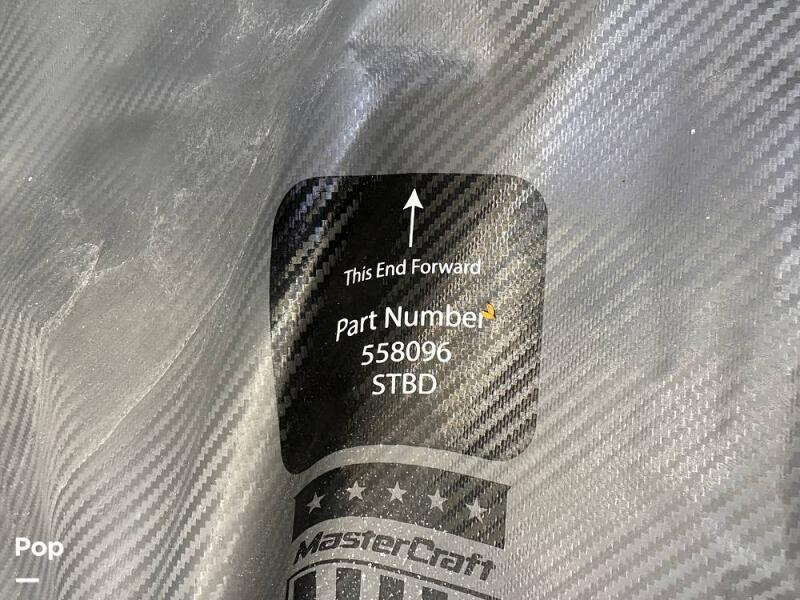 This End Forward
Part Number
558096
STBD
MasterCraft
Pop